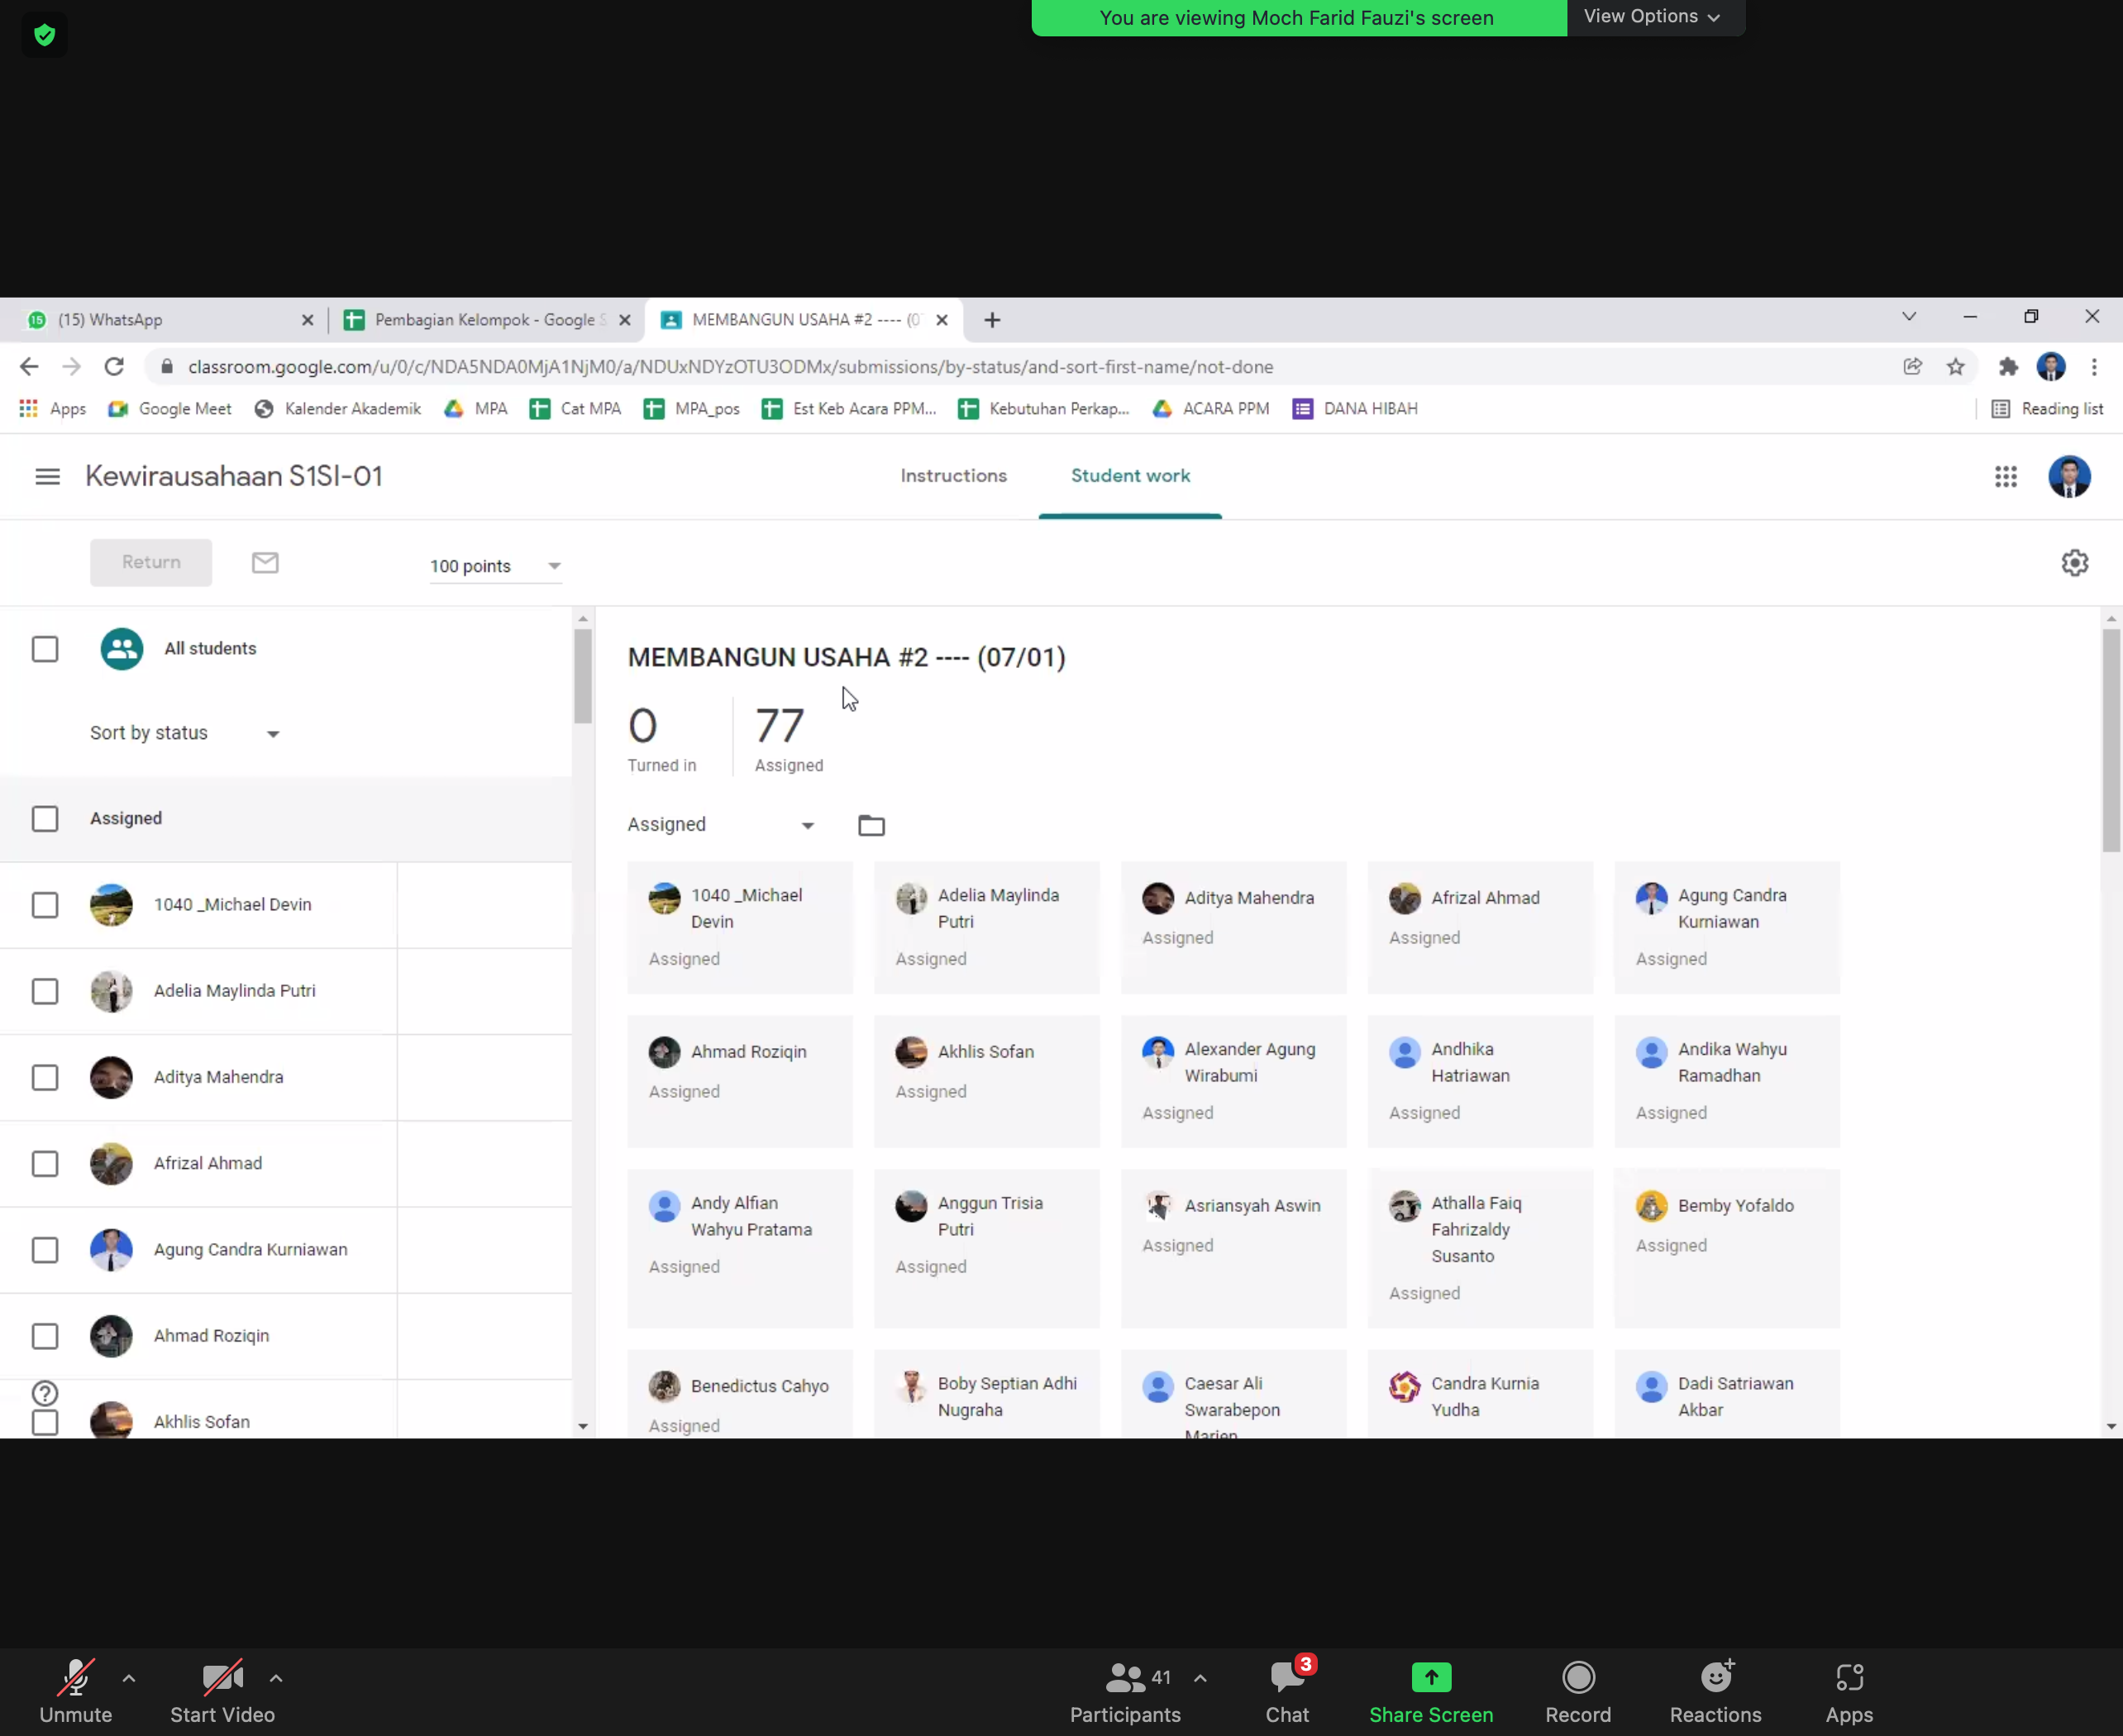 You are viewing Moch Farid Fauzi's screen
View Options
15
(15) WhatsApp
Pembagian Kelompok - Google S
MEMBANGUN USAHA #2 ---- (0
classroom.google.com/u/0/c/NDA5NDA0MjA1NjM0/a/NDUxNDYzOTU3ODMx/submissions/by-status/and-sort-first-name/not-done
Apps
Google Meet
Kalender Akademik
MPA
Cat MPA
MPA_pos
Est Keb Acara PPM...
Kebutuhan Perkap...
ACARA PPM
DANA HIBAH
Reading list
Kewirausahaan S1SI-01
Instructions
Student work
Return
100 points
All students
Sort by status
Assigned
1040 _Michael Devin
Adelia Maylinda Putri
Aditya Mahendra
Afrizal Ahmad
Agung Candra Kurniawan
Ahmad Roziqin
Akhlis Sofan
MEMBANGUN USAHA #2 ---- (07/01)
0
Turned in
77
Assigned
Assigned
1040 _Michael
Devin
Assigned
Adelia Maylinda
Putri
Assigned
Aditya Mahendra
Assigned
Afrizal Ahmad
Assigned
Agung Candra
Kurniawan
Assigned
Ahmad Roziqin
Assigned
Akhlis Sofan
Assigned
Alexander Agung
Wirabumi
Assigned
Andhika
Hatriawan
Assigned
Andika Wahyu
Ramadhan
Assigned
Andy Alfian
Wahyu Pratama
Assigned
Anggun Trisia
Putri
Assigned
Asriansyah Aswin
Assigned
Athalla Faiq
Fahrizaldy
Susanto
Assigned
Bemby Yofaldo
Assigned
Benedictus Cahyo
Assigned
Boby Septian Adhi
Nugraha
Caesar Ali
Swarabepon
Candra Kurnia
Yudha
Dadi Satriawan
Akbar
Unmute
Start Video
41
Participants
3
Chat
Share Screen
Record
Reactions
Apps